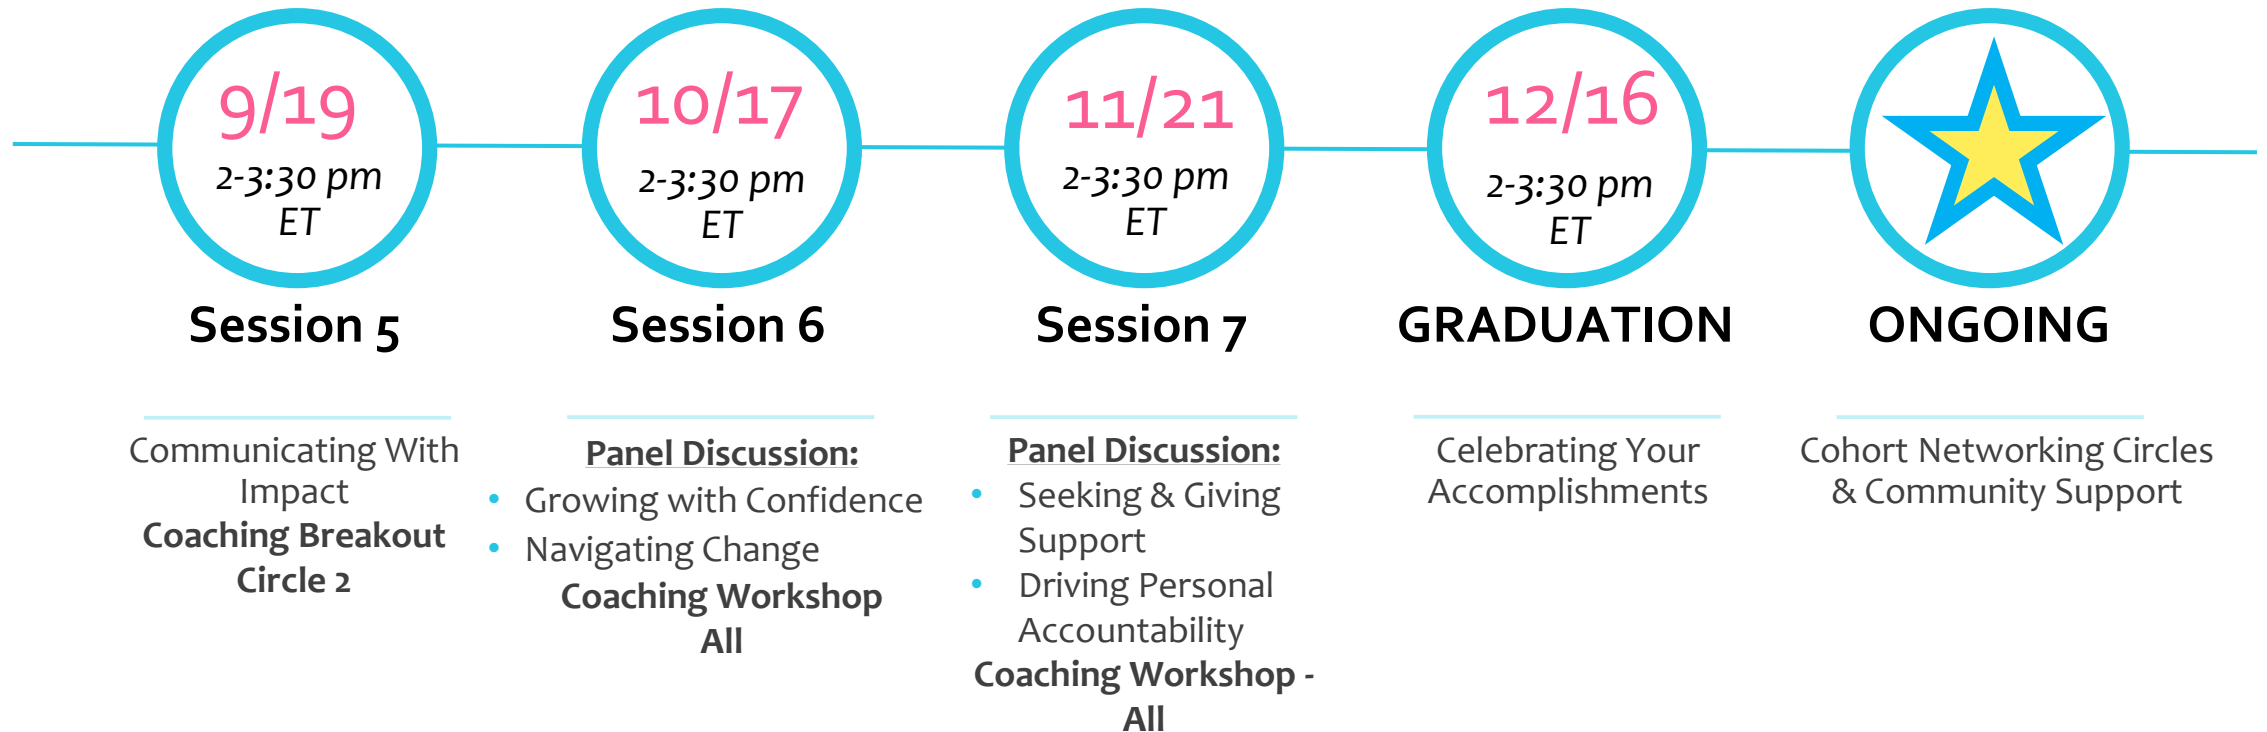 9/19
2-3:30 pm
ET
Session 5
Communicating With
Impact
Coaching Breakout
Circle 2
10/17
2-3:30 pm
ET
Session 6
Panel Discussion:
• Growing with Confidence
• Navigating Change
Coaching Workshop
All
11/21
2-3:30 pm
ET
Session 7
Panel Discussion:
• Seeking & Giving
Support
• Driving Personal
Accountability
Coaching Workshop -
All
12/16
2-3:30 pm
ET
GRADUATION
Celebrating Your
Accomplishments
ONGOING
Cohort Networking Circles
& Community Support